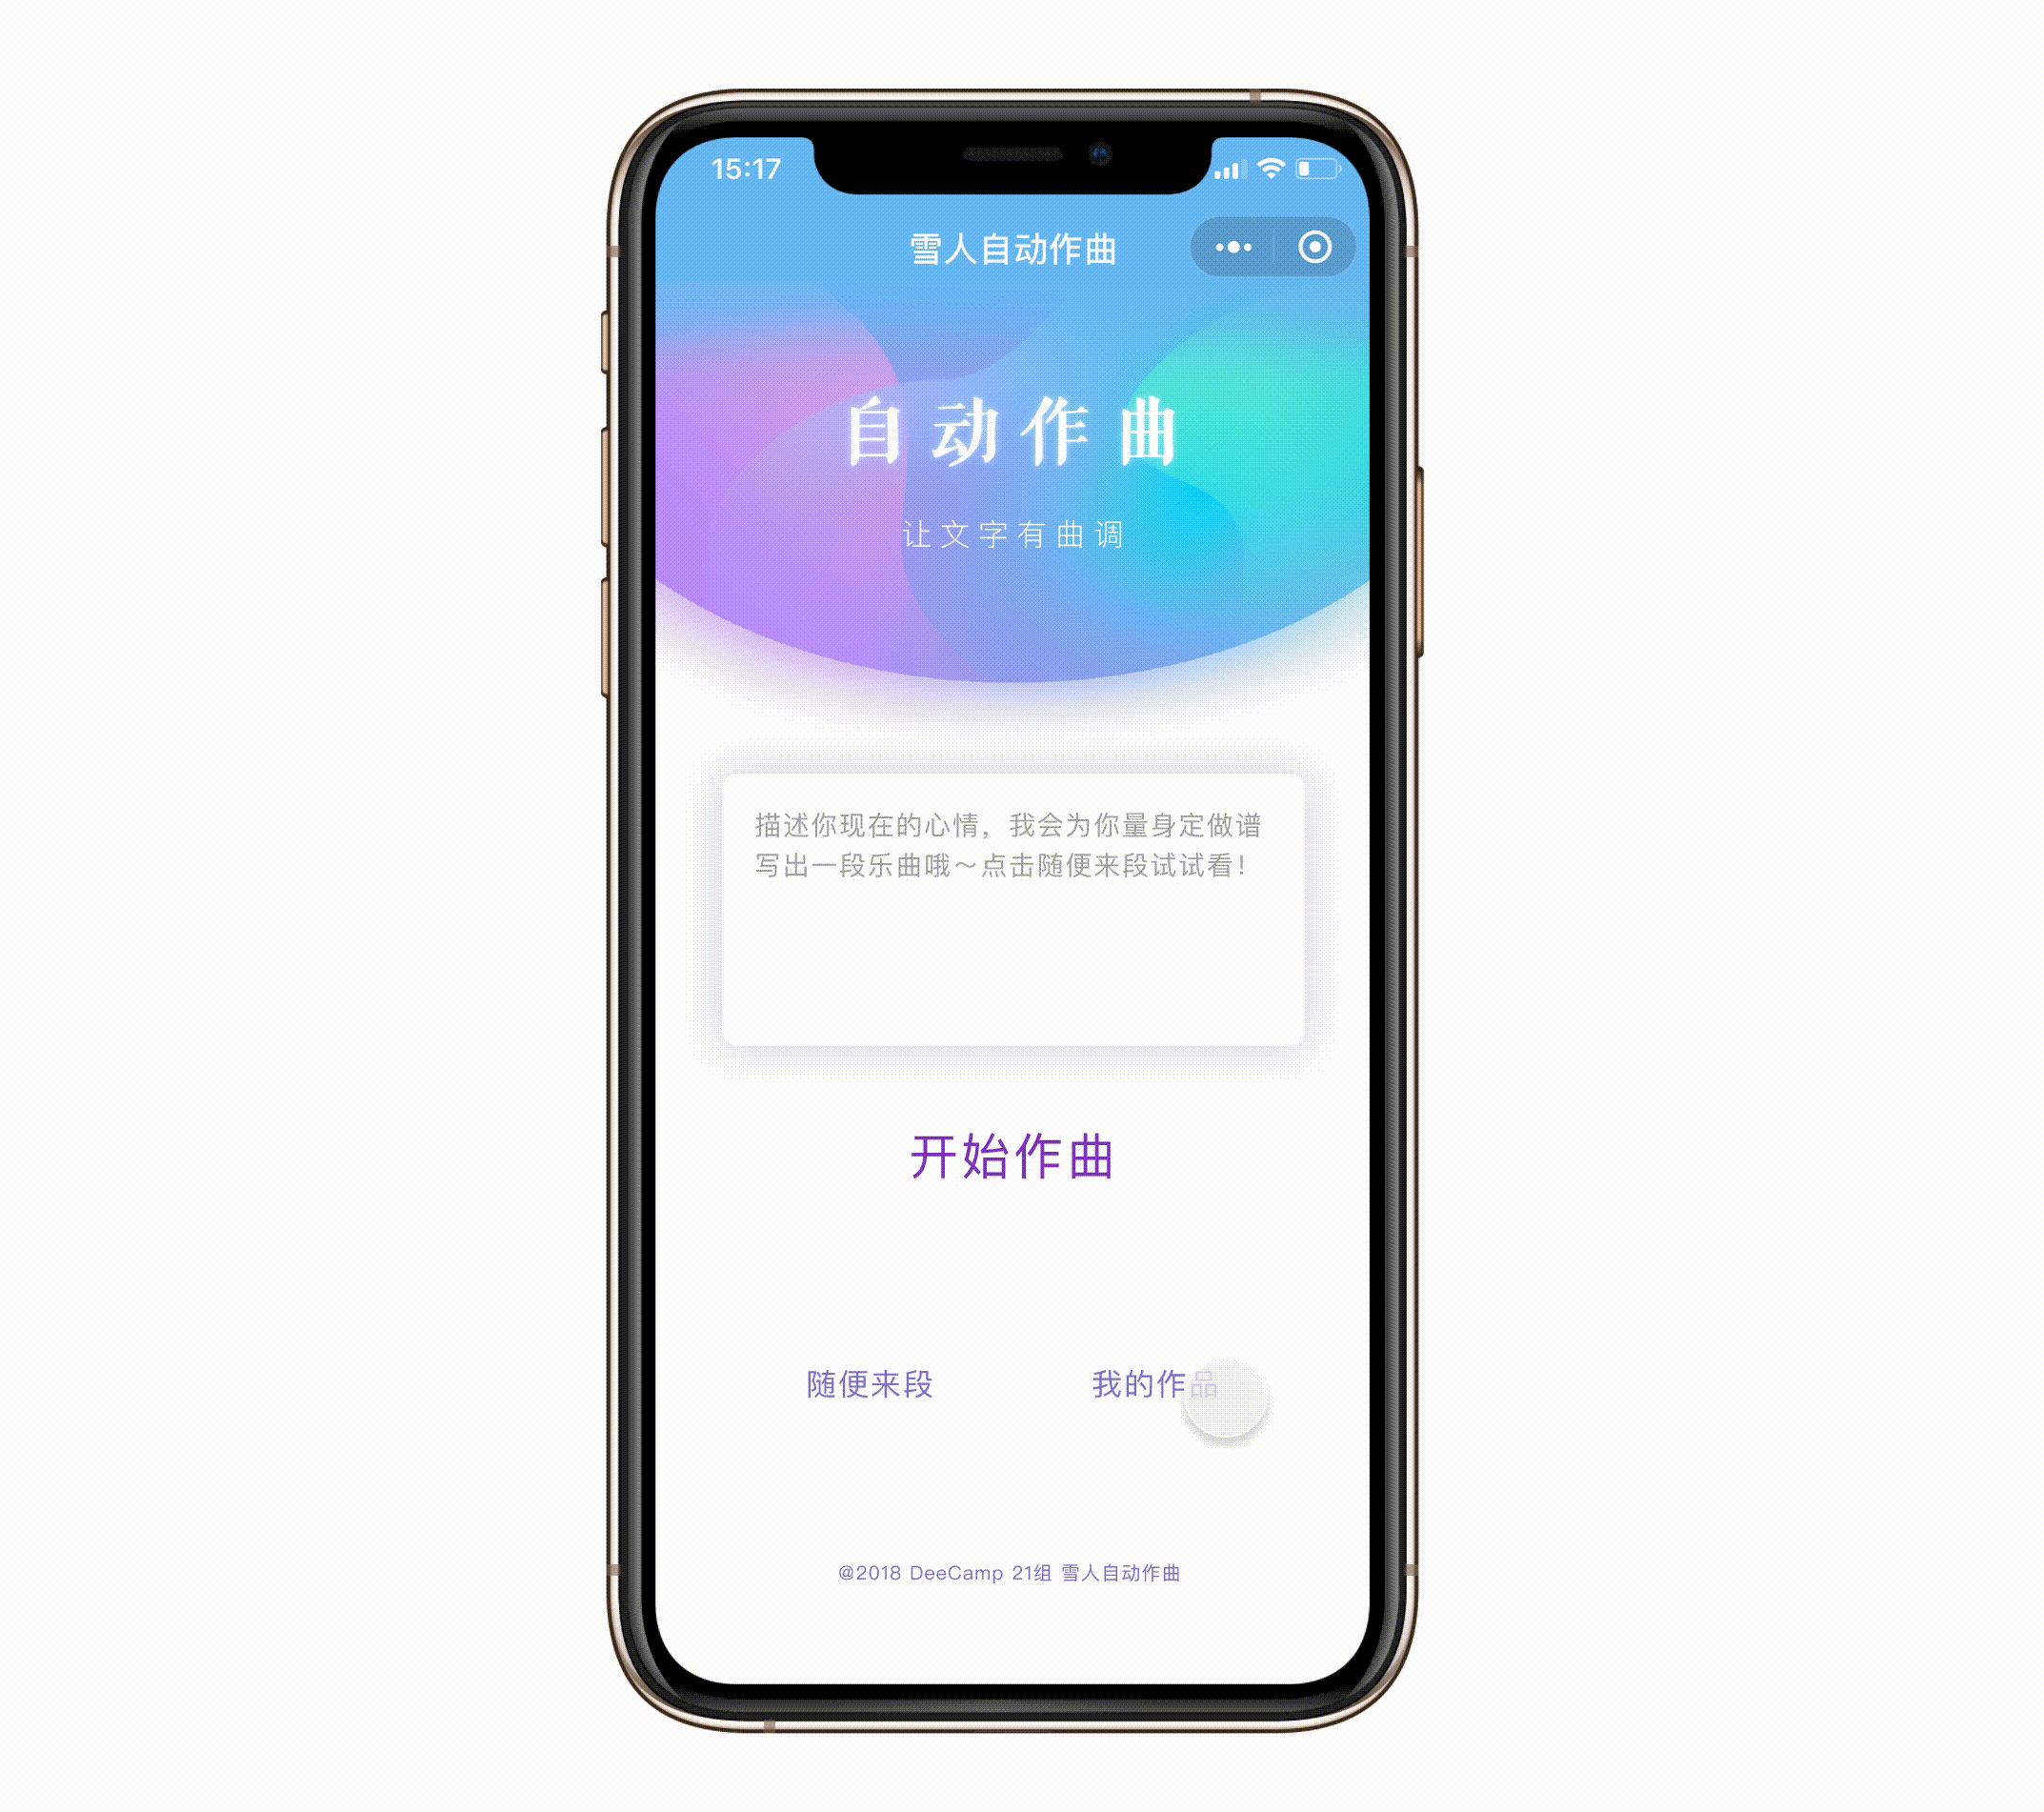 15:17
雪人自动作曲
自动作曲
让文字有曲调
描述你现在的心情，我会为你量身定做谱
写出一段乐曲哦～点击随便来段试试看！
开始作曲
随便来段 我的作品
@2018 DeeCamp 21组 雪人自动作曲